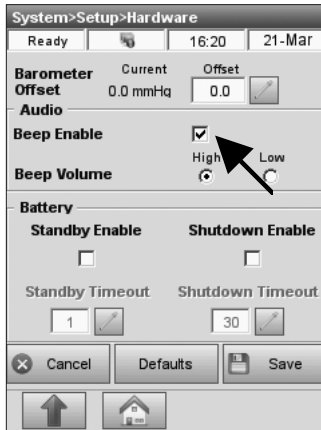 System>Setup>Hardware
Ready 16:20 21-Mar
Current Offset
Barometer
Offset 0.0 mmHg 0.0
Audio
Beep Enable
High Low
Beep Volume
Battery
Standby Enable Shutdown Enable
Standby Timeout Shutdown Timeout
1 30
Cancel Defaults Save